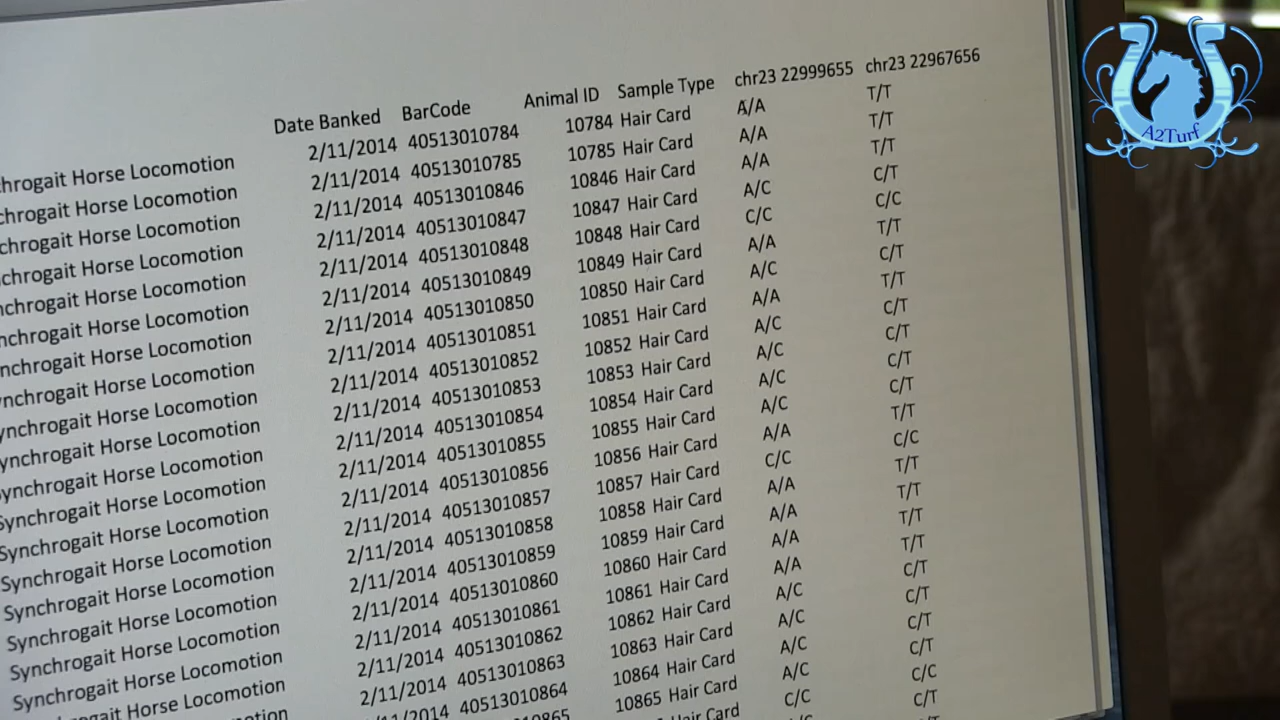 Date Banked BarCode Animal ID Sample Type chr23 22999655 chr23 22967656
chrogait Horse Locomotion 2/11/2014 40513010784 10784 Hair Card A/A T/T
chrogait Horse Locomotion 2/11/2014 40513010785 10785 Hair Card A/A T/T
chrogait Horse Locomotion 2/11/2014 40513010846 10846 Hair Card A/A T/T
chrogait Horse Locomotion 2/11/2014 40513010847 10847 Hair Card A/C C/T
nchrogait Horse Locomotion 2/11/2014 40513010848 10848 Hair Card C/C C/C
nchrogait Horse Locomotion 2/11/2014 40513010849 10849 Hair Card A/A T/T
nchrogait Horse Locomotion 2/11/2014 40513010850 10850 Hair Card A/C C/T
ynchrogait Horse Locomotion 2/11/2014 40513010851 10851 Hair Card A/A T/T
ynchrogait Horse Locomotion 2/11/2014 40513010852 10852 Hair Card A/C C/T
ynchrogait Horse Locomotion 2/11/2014 40513010853 10853 Hair Card A/C C/T
ynchrogait Horse Locomotion 2/11/2014 40513010854 10854 Hair Card A/C C/T
Synchrogait Horse Locomotion 2/11/2014 40513010855 10855 Hair Card A/C C/T
Synchrogait Horse Locomotion 2/11/2014 40513010856 10856 Hair Card A/A T/T
Synchrogait Horse Locomotion 2/11/2014 40513010857 10857 Hair Card C/C C/C
Synchrogait Horse Locomotion 2/11/2014 40513010858 10858 Hair Card A/A T/T
Synchrogait Horse Locomotion 2/11/2014 40513010859 10859 Hair Card A/A T/T
Synchrogait Horse Locomotion 2/11/2014 40513010860 10860 Hair Card A/A T/T
Synchrogait Horse Locomotion 2/11/2014 40513010861 10861 Hair Card A/A T/T
Horse Locomotion 2/11/2014 40513010862 10862 Hair Card A/C C/T
2/11/2014 40513010863 10863 Hair Card A/C C/T
40513010864 10864 Hair Card A/C C/T
10865 Hair Card A/C C/T
Hair Card C/C C/C
C/T
A2Turf